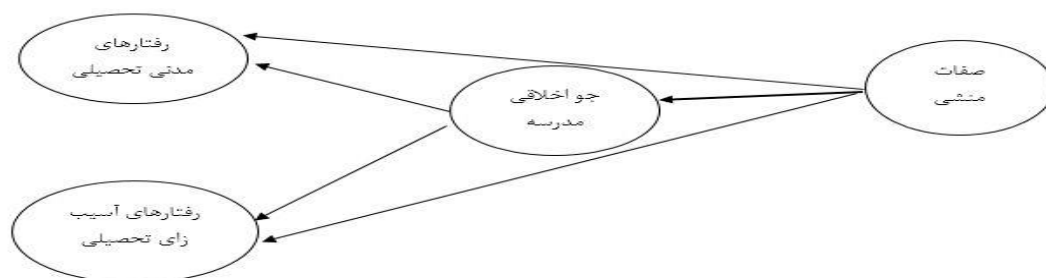 صفات
منشی
جو اخلاقی
مدرسه
رفتارهای
مدنی تحصیلی
رفتارهای آسیب
زای تحصیلی